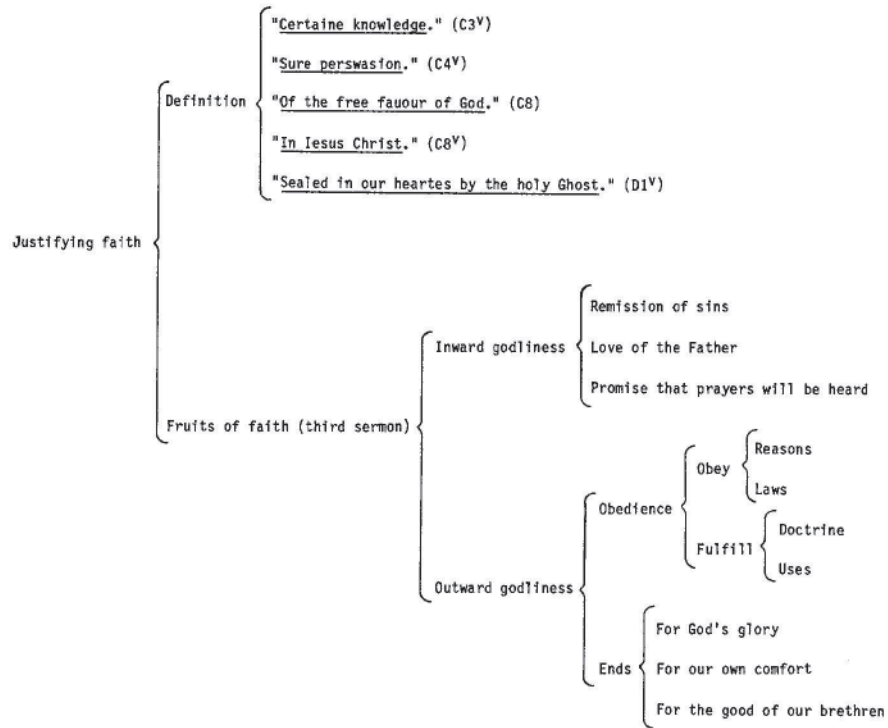 "Certaine knowledge." (C3V)
"Sure perswasion." (C4V)
Definition
"Of the free fauour of God." (C8)
"In Iesus Christ." (C8V)
"Sealed in our heartes by the holy Ghost." (D1V)
Justifying faith
Remission of sins
Inward godliness
Love of the Father
Promise that prayers will be heard
Fruits of faith (third sermon)
Reasons
Obey
Laws
Obedience
Doctrine
Fulfill
Uses
Outward godliness
For God's glory
Ends
For our own comfort
For the good of our brethren